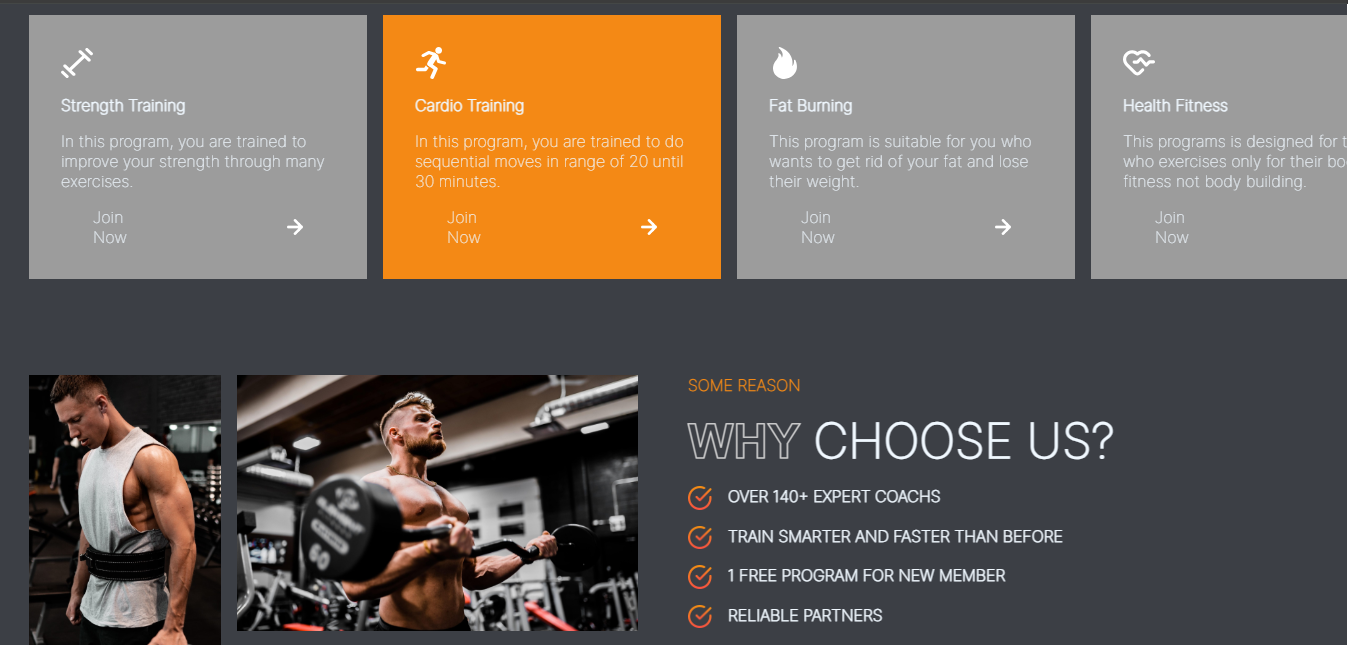 Strength Training
In this program, you are trained to
improve your strength through many
exercises.
Join
Now
Cardio Training
In this program, you are trained to do
sequential moves in range of 20 until
30 minutes.
Join
Now
Fat Burning
This program is suitable for you who
wants to get rid of your fat and lose
their weight.
Join
Now
Health Fitness
This programs is designed for
who exercises only for their
fitness not body building.
Join
Now
SOME REASON
WHY CHOOSE US?
OVER 140+ EXPERT COACHS
TRAIN SMARTER AND FASTER THAN BEFORE
1 FREE PROGRAM FOR NEW MEMBER
RELIABLE PARTNERS
60